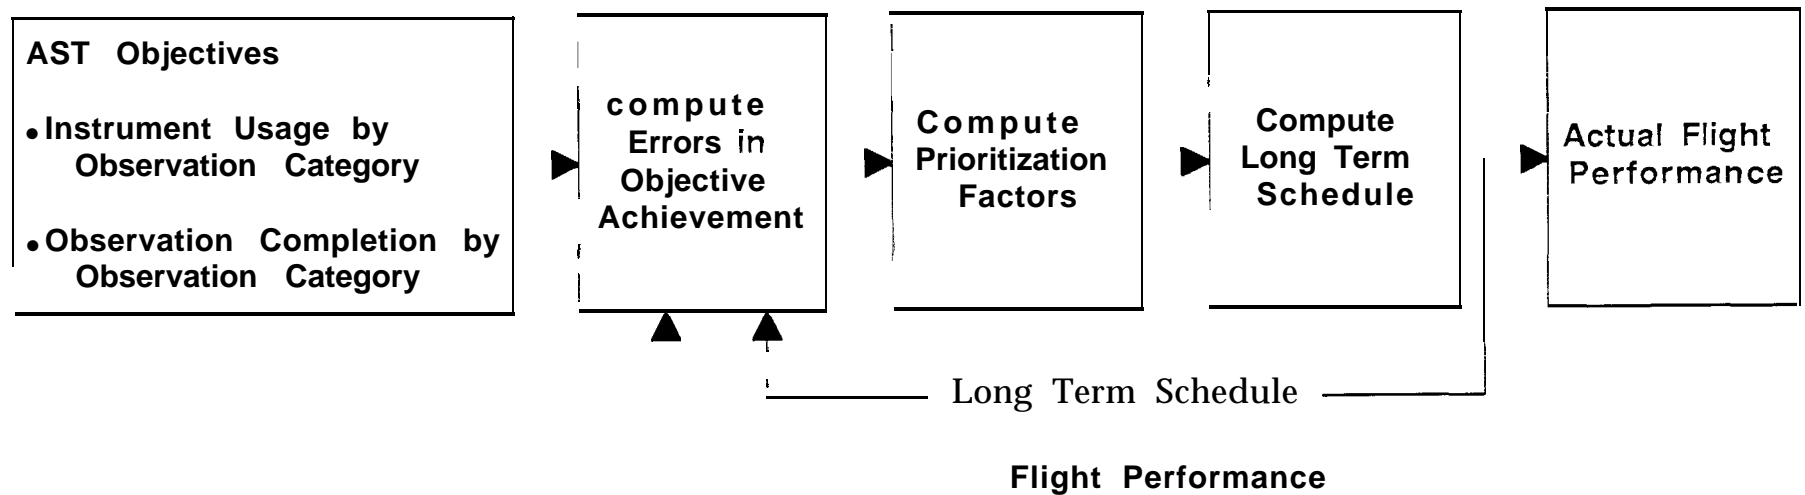 AST Objectives
• Instrument Usage by
Observation Category
• Observation Completion by
Observation Category
compute
Errors in
Objective
Achievement
Compute
Prioritization
Factors
Compute
Long Term
Schedule
Actual Flight
Performance
Long Term Schedule
Flight Performance